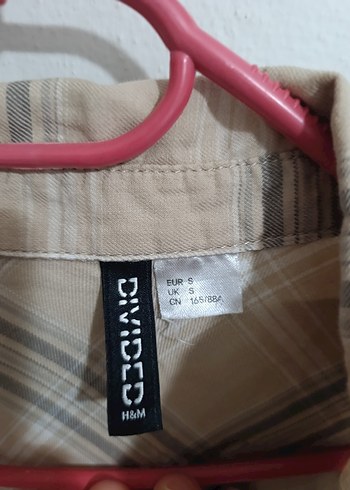 DIVIDED
H&M
EUR S
UK S
CN 165/88A